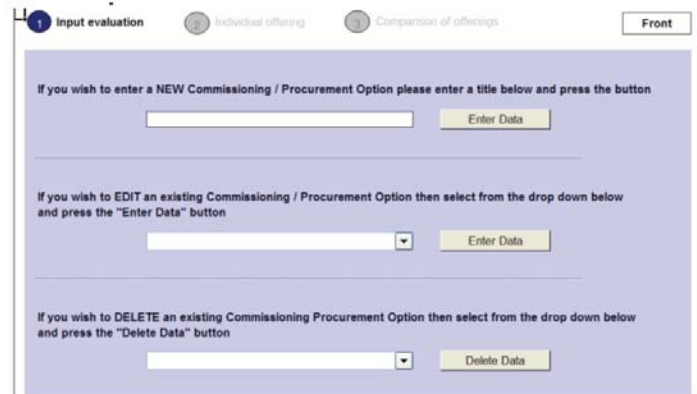 1 Input evaluation 2 Individual offering 3 Comparison of offerings Front
If you wish to enter a NEW Commissioning / Procurement Option please enter a title below and press the button
Enter Data
If you wish to EDIT an existing Commissioning / Procurement Option then select from the drop down below
and press the "Enter Data" button
Enter Data
If you wish to DELETE an existing Commissioning Procurement Option then select from the drop down below
and press the "Delete Data" button
Delete Data